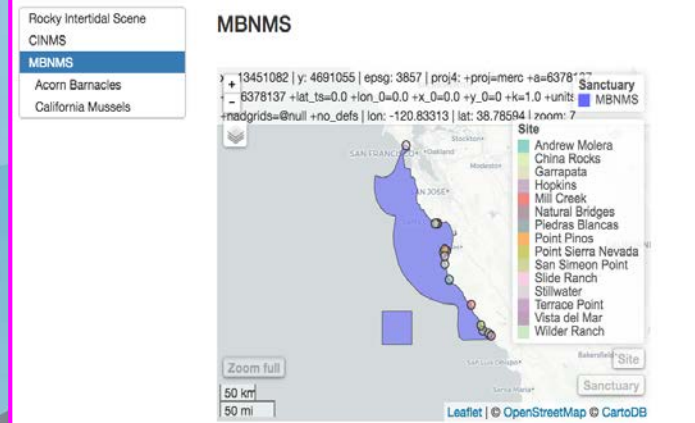 Rocky Intertidal Scene
CINMS
MBNMS
Acorn Barnacles
California Mussels
MBNMS
13451082 | y: 4691055 | epsg: 3857 | proj4: +proj=merc +a=6378137
6378137 +lat_ts=0.0 +lon_0=0.0 +x_0=0.0 +y_0=0 +k=1.0 +units
+nadgrids=@null +no_defs | lon: -120.83313 | lat: 38.78594 | zoom: 7
+
-
Sanctuary
MBNMS
Site
Andrew Molera
China Rocks
Garrapata
Hopkins
Mill Creek
Natural Bridges
Piedras Blancas
Point Pinos
Point Sierra Nevada
San Simeon Point
Slide Ranch
Stillwater
Terrace Point
Vista del Mar
Wilder Ranch
Stockton
SAN FRANCISCO
Oakland
Modesto
SAN JOSE
San Luis Obispo
Bakersfield
Santa Maria
Zoom full
Site
Sanctuary
50 km
50 mi
Leaflet | © OpenStreetMap © CartoDB